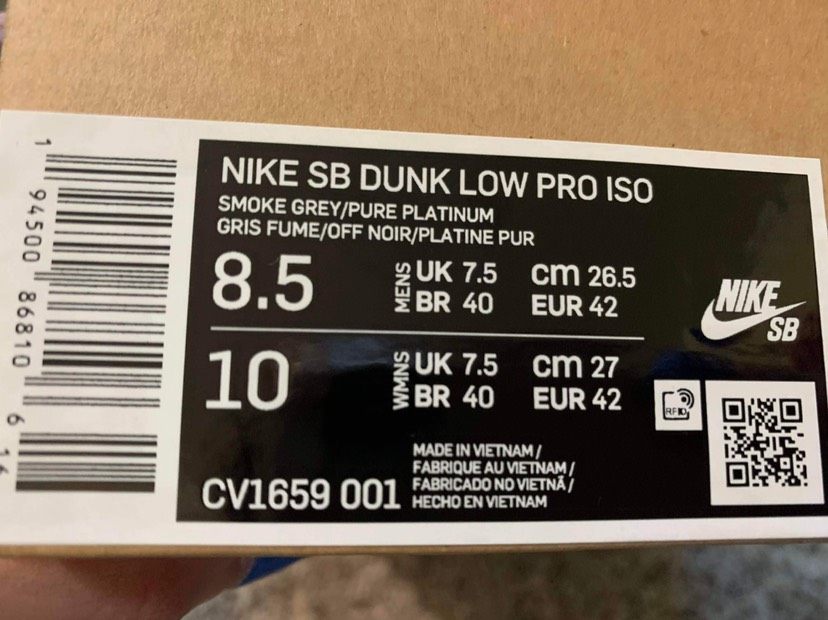 NIKE SB DUNK LOW PRO ISO
SMOKE GREY/PURE PLATINUM
GRIS FUME/OFF NOIR/PLATINE PUR
8.5 MENS UK 7.5 cm 26.5
BR 40 EUR 42
NIKE
SB
10 WMNS UK 7.5 cm 27
BR 40 EUR 42
RFID
MADE IN VIETNAM /
FABRIQUE AU VIETNAM /
FABRICADO NO VIETNÃ /
HECHO EN VIETNAM
CV1659 001
1 94500 86810 6